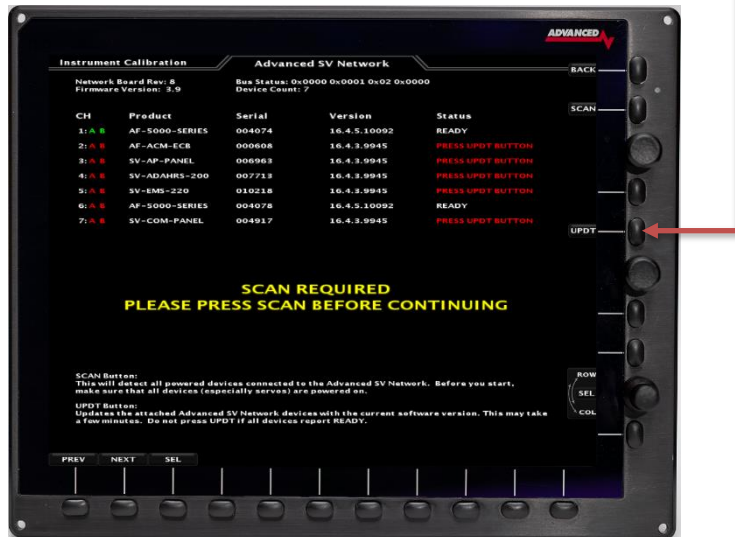 ADVANCED
Instrument Calibration
Advanced SV Network
BACK
Network Board Rev: 8
Firmware Version: 3.9
Bus Status: 0x0000 0x0001 0x02 0x0000
Device Count: 7
SCAN
CH Product Serial Version Status
1: A B AF-5000-SERIES 004074 16.4.5.10092 READY
2: A B AF-ACM-ECB 000608 16.4.3.9945 PRESS UPDT BUTTON
3: A B SV-AP-PANEL 006963 16.4.3.9945 PRESS UPDT BUTTON
4: A B SV-ADAHRS-200 007713 16.4.3.9945 PRESS UPDT BUTTON
5: A B SV-EMS-220 010218 16.4.3.9945 PRESS UPDT BUTTON
6: A B AF-5000-SERIES 004078 16.4.5.10092 READY
7: A B SV-COM-PANEL 004917 16.4.3.9945 PRESS UPDT BUTTON
UPDT
SCAN REQUIRED
PLEASE PRESS SCAN BEFORE CONTINUING
SCAN Button:
This will detect all powered devices connected to the Advanced SV Network. Before you start,
make sure that all devices (especially servos) are powered on.
UPDT Button:
Updates the attached Advanced SV Network devices with the current software version. This may take
a few minutes. Do not press UPDT if all devices report READY.
ROW
SEL
COL
PREV NEXT SEL